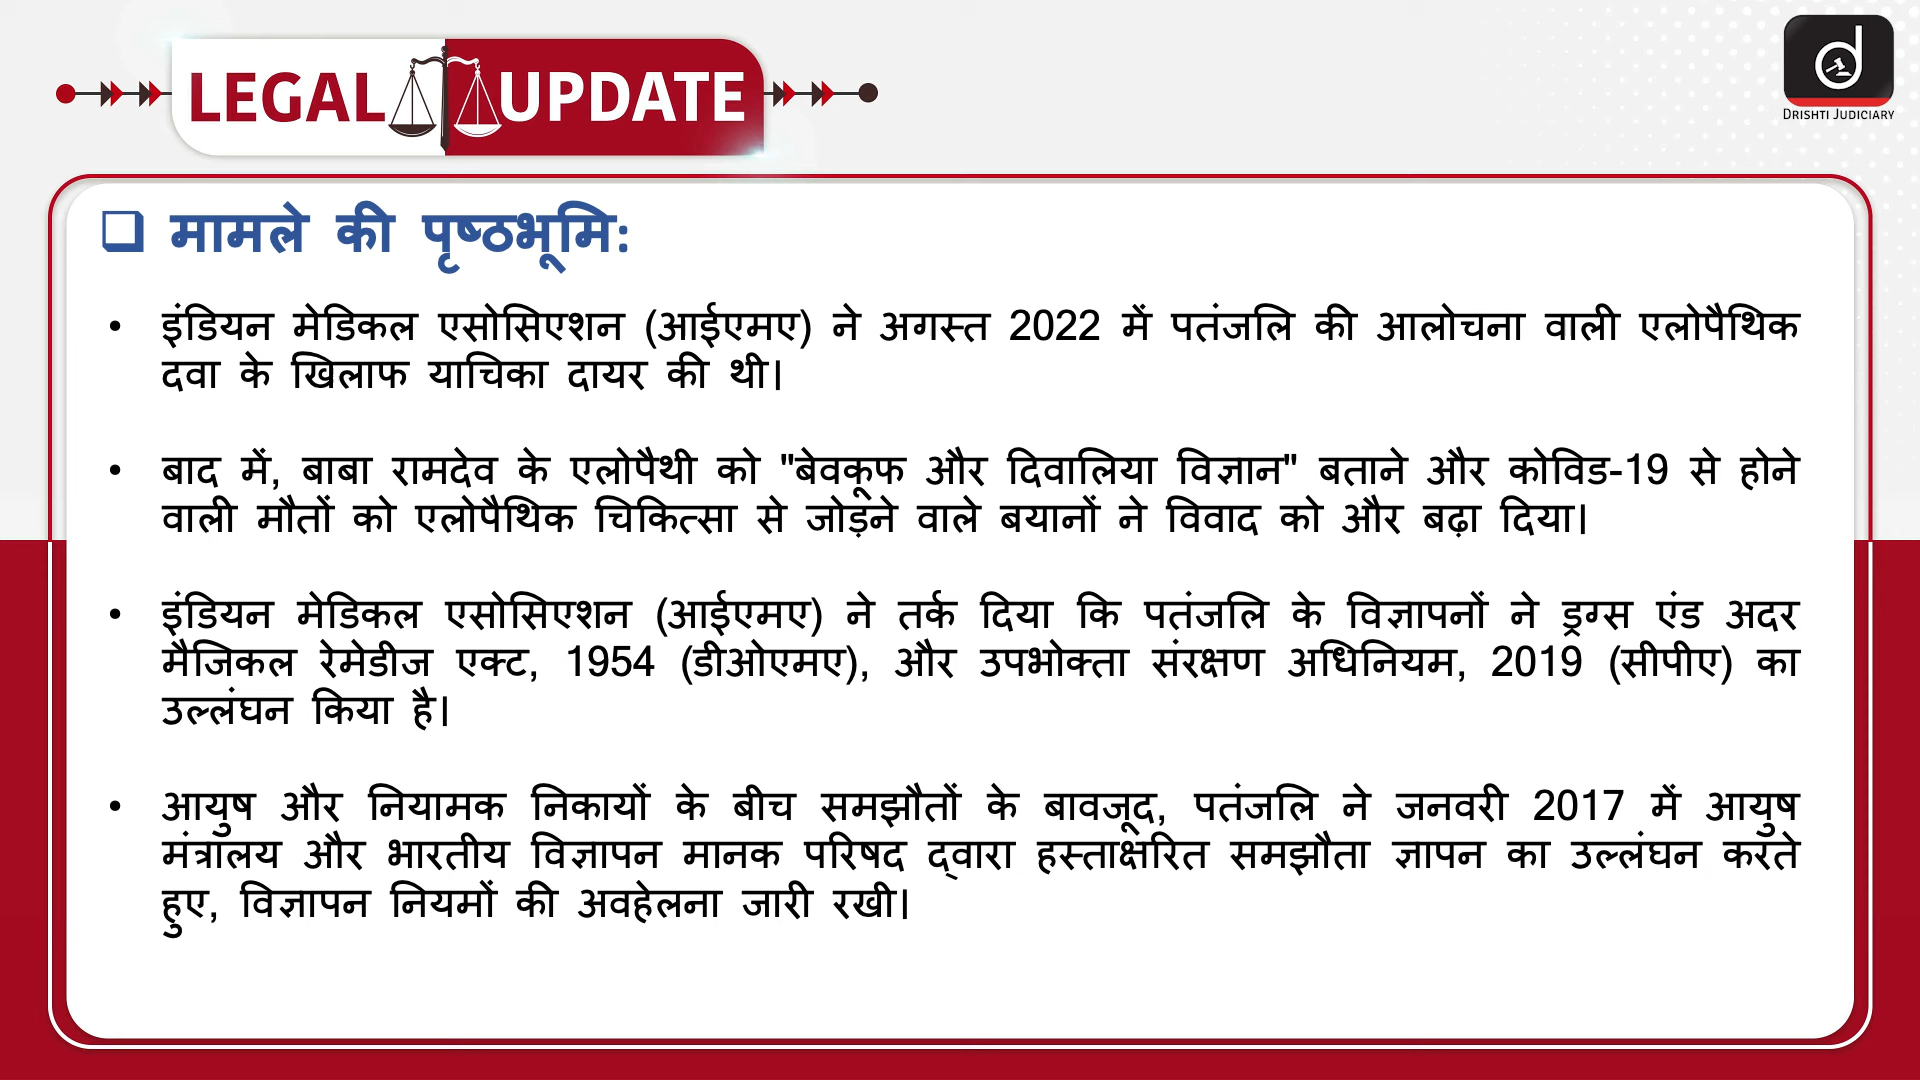 LEGAL UPDATE
DRISHTI JUDICIARY
❑ मामले की पृष्ठभूमि:
• इंडियन मेडिकल एसोसिएशन (आईएमए) ने अगस्त 2022 में पतंजलि की आलोचना वाली एलोपैथिक
दवा के खिलाफ याचिका दायर की थी।
• बाद में, बाबा रामदेव के एलोपैथी को "बेवकूफ और दिवालिया विज्ञान" बताने और कोविड-19 से होने
वाली मौतों को एलोपैथिक चिकित्सा से जोड़ने वाले बयानों ने विवाद को और बढ़ा दिया।
• इंडियन मेडिकल एसोसिएशन (आईएमए) ने तर्क दिया कि पतंजलि के विज्ञापनों ने ड्रग्स एंड अदर
मैजिकल रेमेडीज एक्ट, 1954 (डीओएमए), और उपभोक्ता संरक्षण अधिनियम, 2019 (सीपीए) का
उल्लंघन किया है।
• आयुष और नियामक निकायों के बीच समझौतों के बावजूद, पतंजलि ने जनवरी 2017 में आयुष
मंत्रालय और भारतीय विज्ञापन मानक परिषद द्वारा हस्ताक्षरित समझौता ज्ञापन का उल्लंघन करते
हुए, विज्ञापन नियमों की अवहेलना जारी रखी।